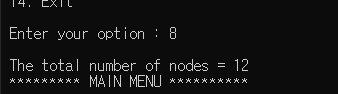 14. Exit
Enter your option : 8
The total number of nodes = 12
********* MAIN MENU **********